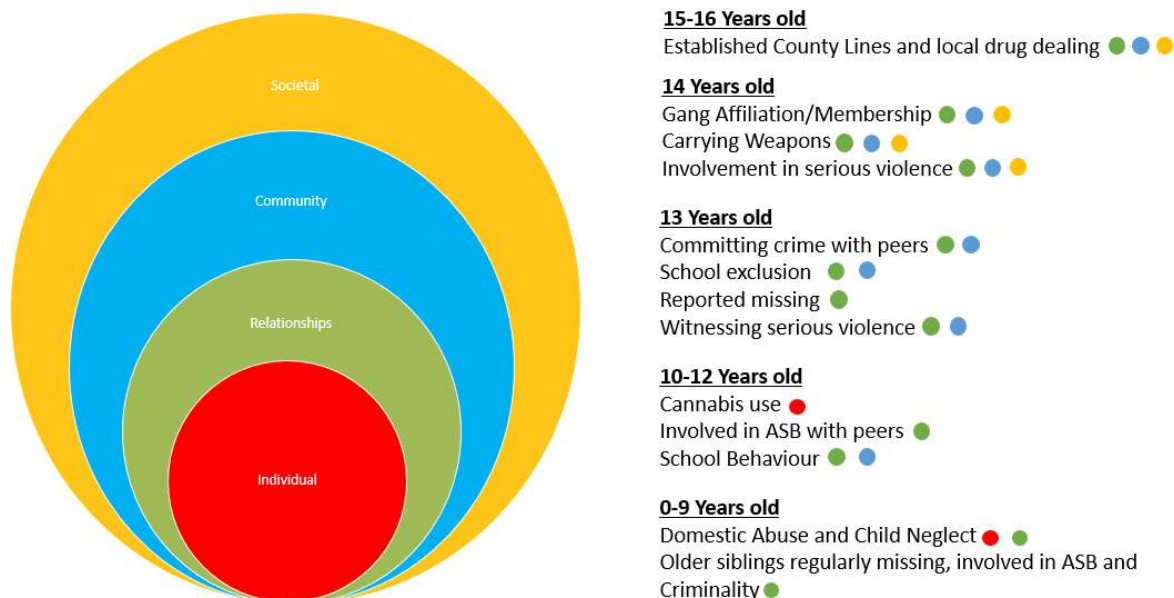 Societal
Community
Relationships
Individual
15-16 Years old
Established County Lines and local drug dealing
14 Years old
Gang Affiliation/Membership
Carrying Weapons
Involvement in serious violence
13 Years old
Committing crime with peers
School exclusion
Reported missing
Witnessing serious violence
10-12 Years old
Cannabis use
Involved in ASB with peers
School Behaviour
0-9 Years old
Domestic Abuse and Child Neglect
Older siblings regularly missing, involved in ASB and
Criminality